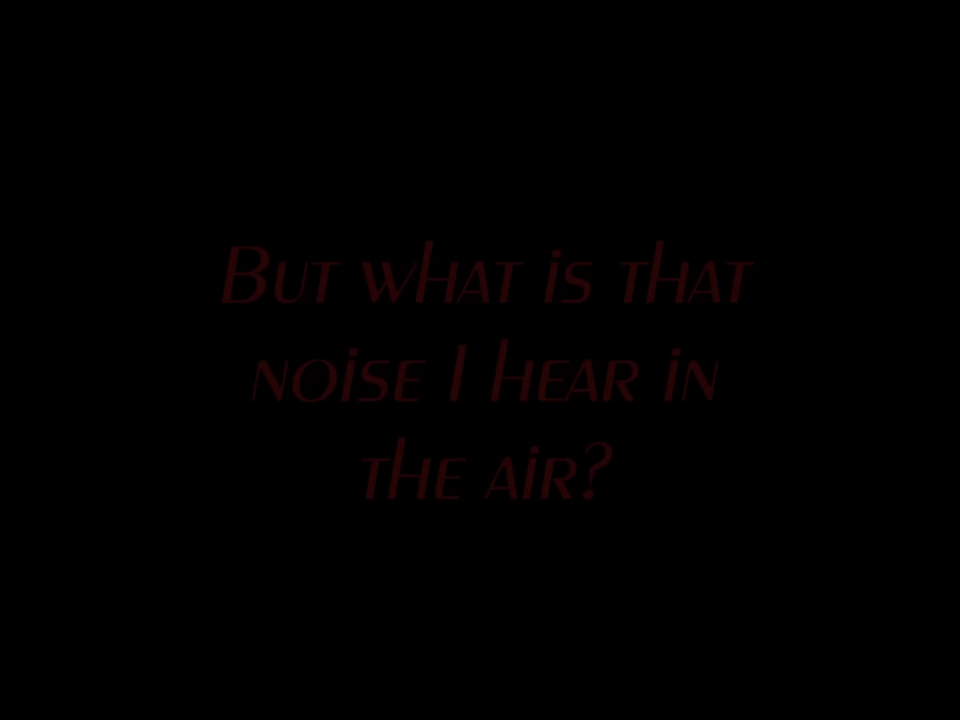 But what is that
noise I hear in
the air?